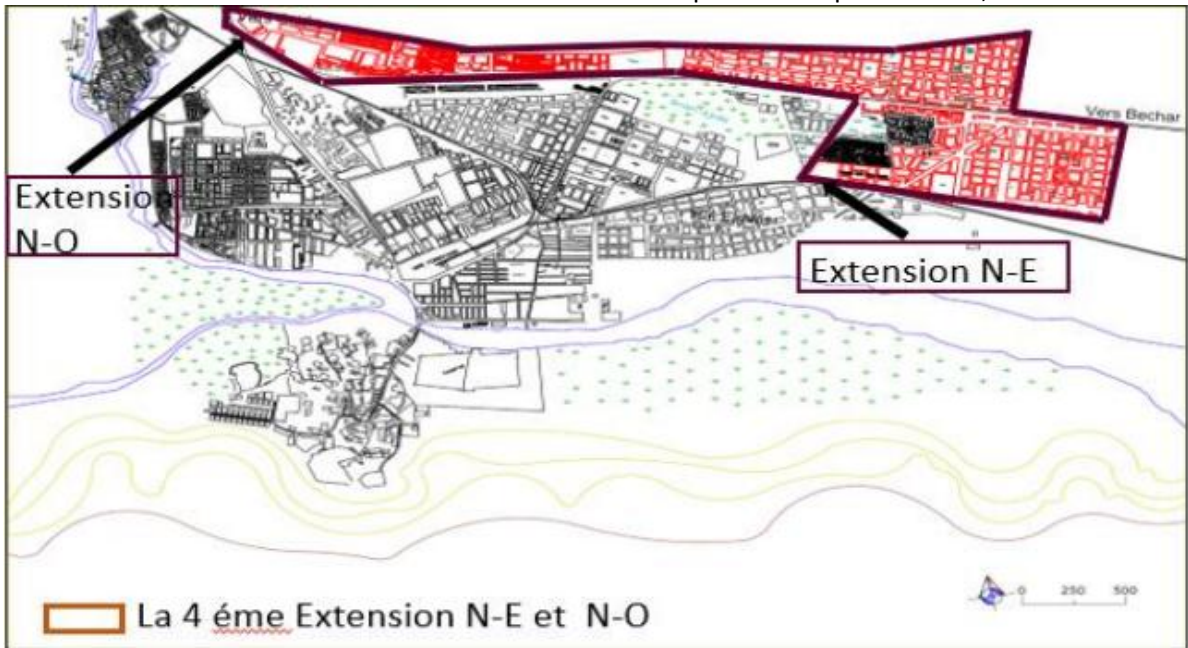 Vers Bechar
Extension
N-O
Extension N-E
0 250 500
La 4 éme Extension N-E et N-O